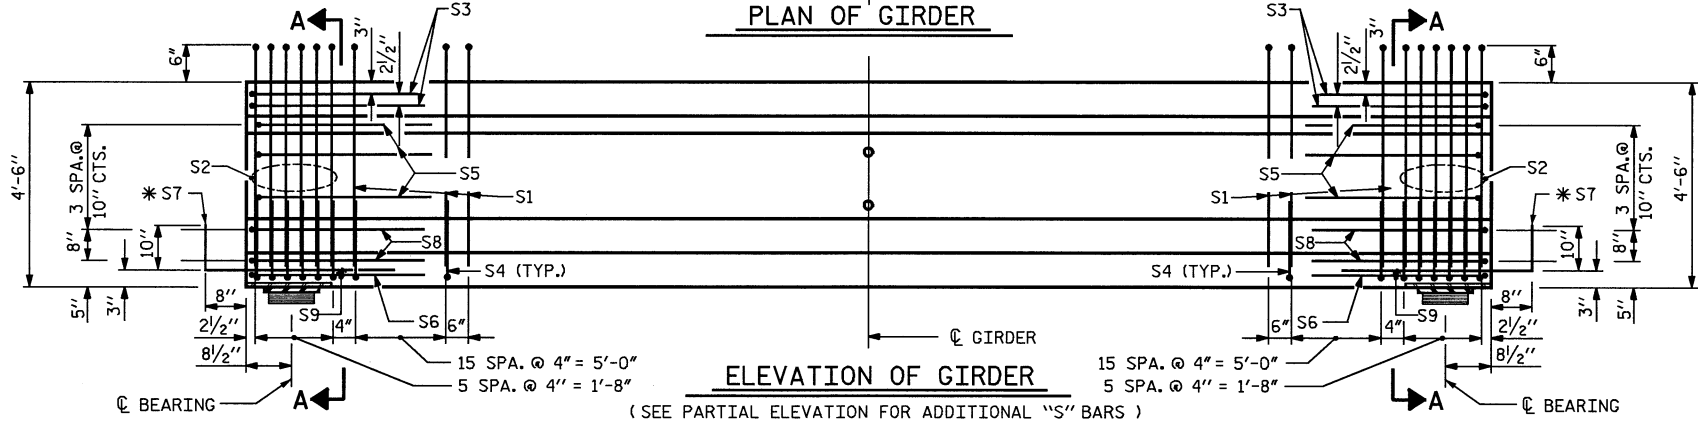 PLAN OF GIRDER
A
S3
S3
A
6"
3"
2½"
2½"
3"
6"
4'-6"
3 SPA.@
10" CTS.
S2
S5
S1
S5
S1
S2
3 SPA.@
10" CTS.
4'-6"
* S7
* S7
8"
10"
S8
S8
10"
8"
S4 (TYP.)
S4 (TYP.)
5"
3"
8"
S9
S6
S6
S9
8"
3"
5"
2½"
4"
6"
℄ GIRDER
6"
4"
2½"
8½"
15 SPA. @ 4" = 5'-0"
5 SPA. @ 4" = 1'-8"
15 SPA. @ 4" = 5'-0"
5 SPA. @ 4" = 1'-8"
8½"
℄ BEARING
A
ELEVATION OF GIRDER
A
℄ BEARING
( SEE PARTIAL ELEVATION FOR ADDITIONAL "S" BARS )